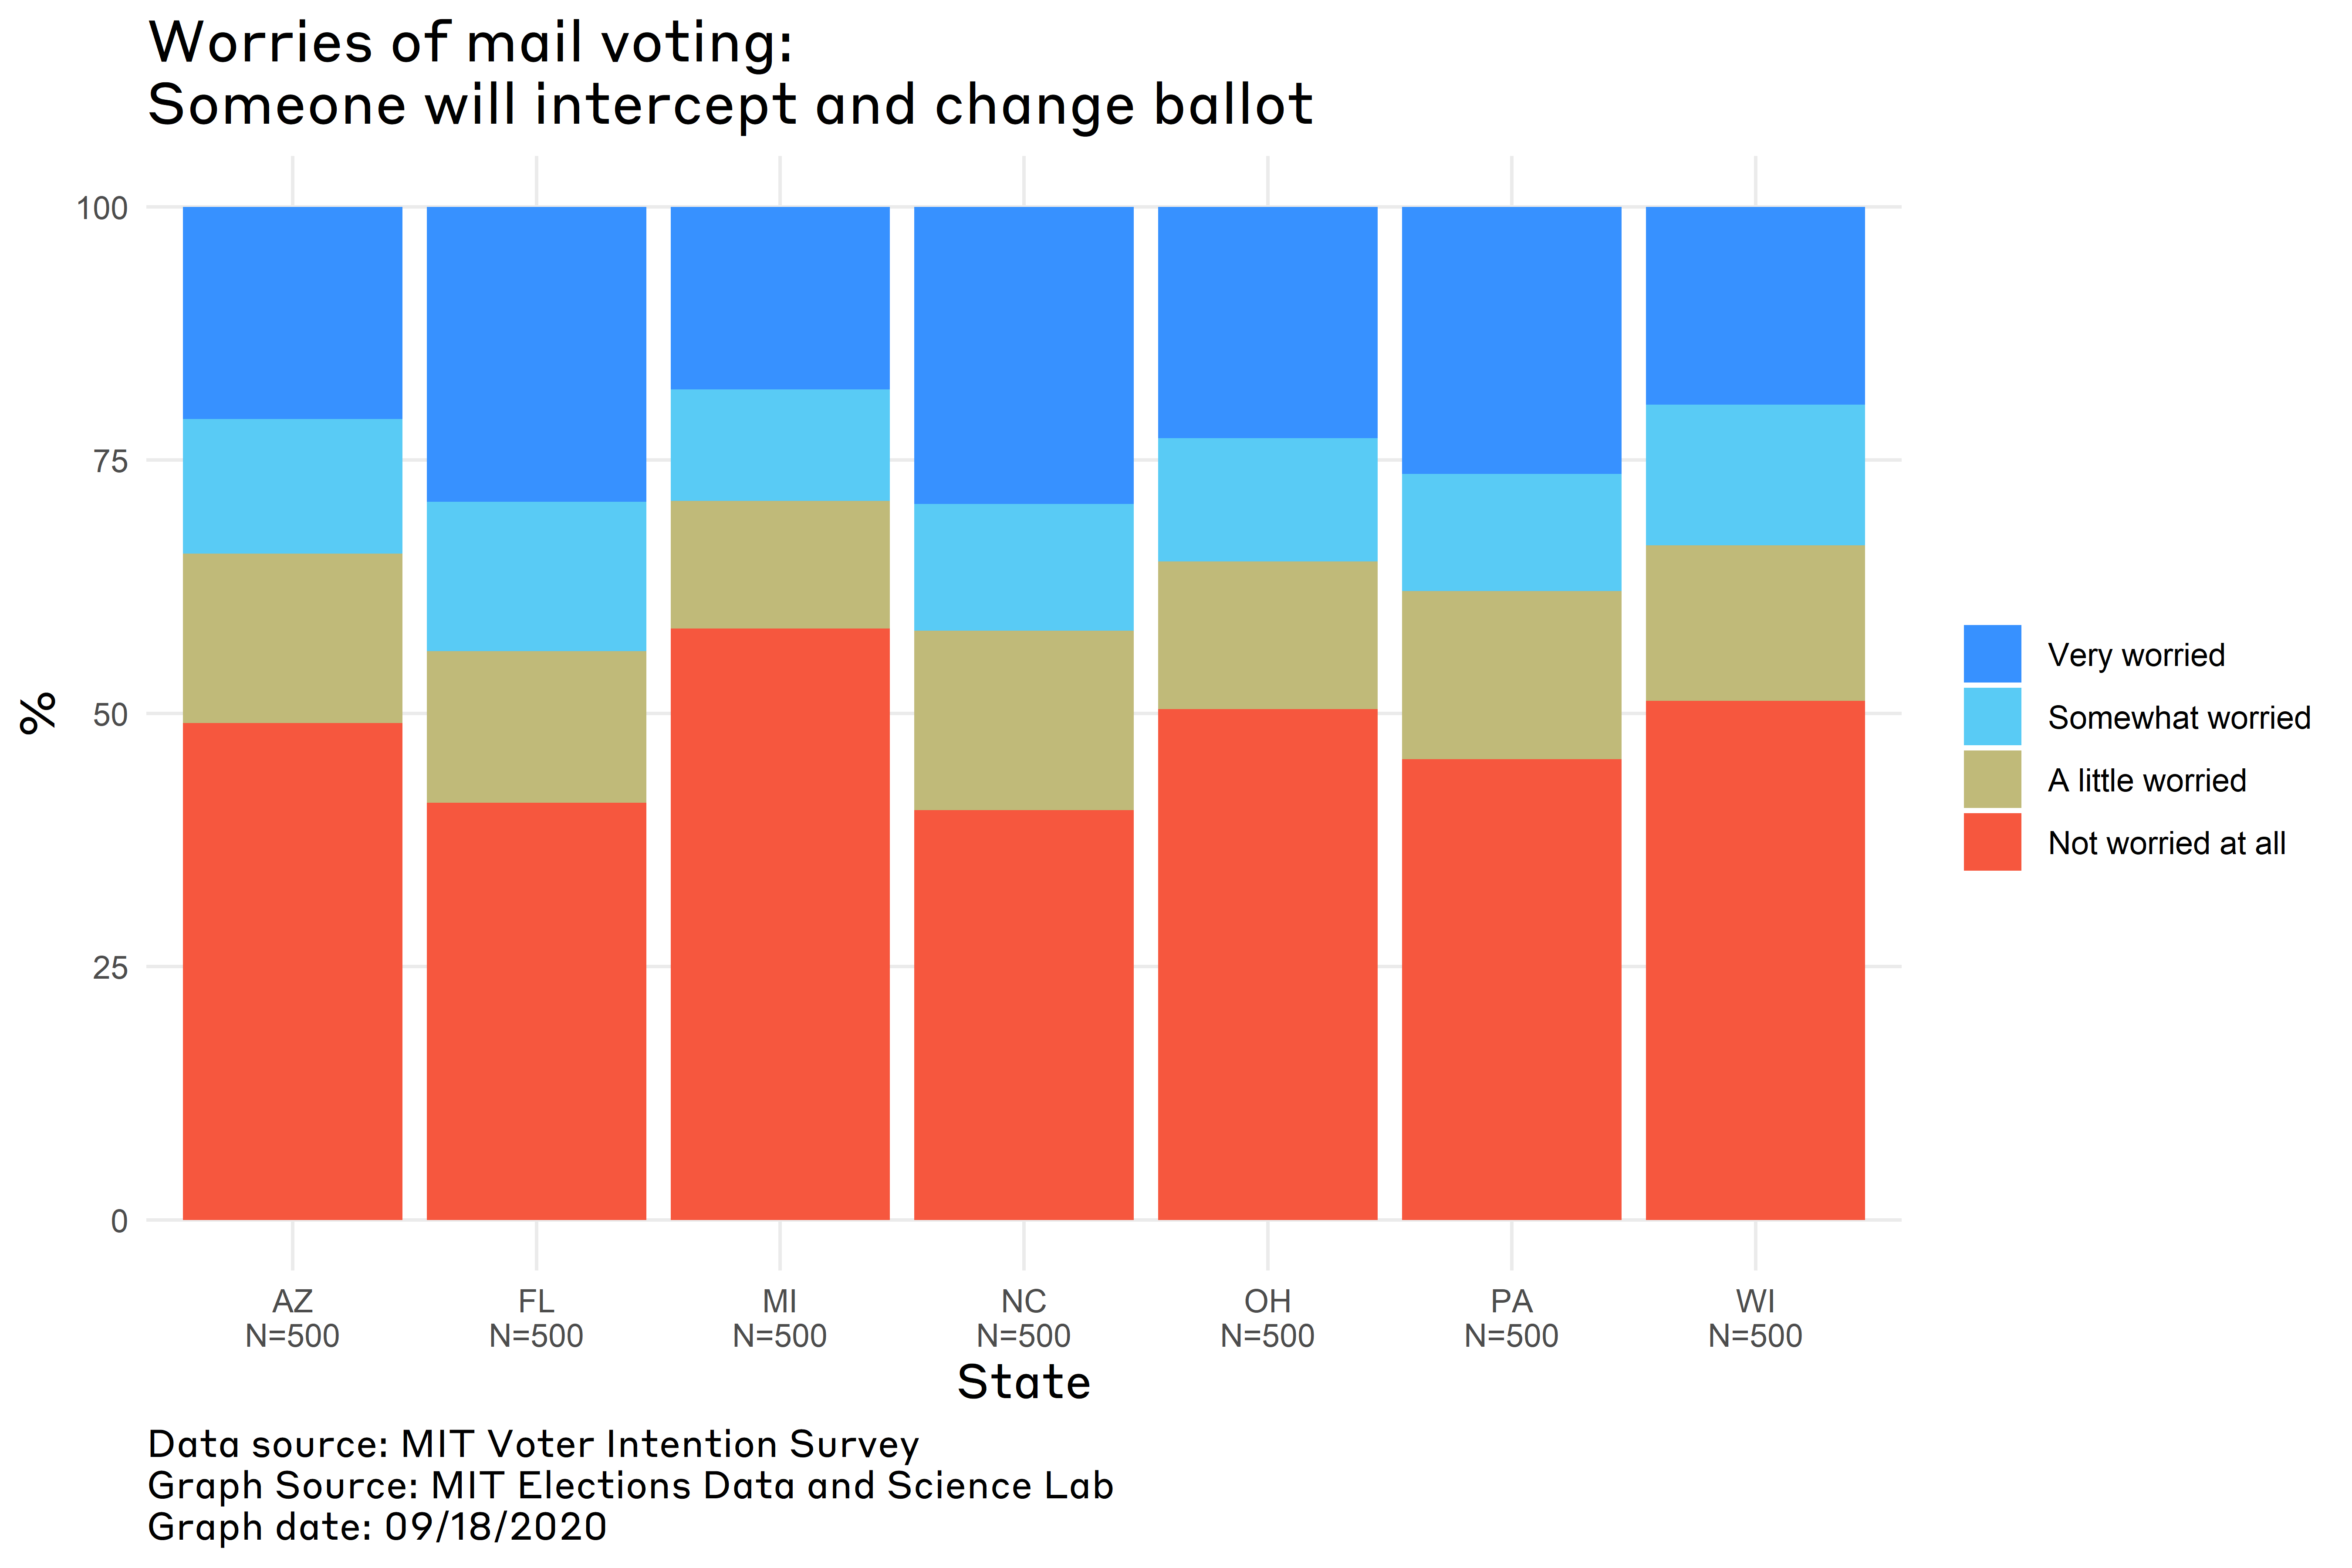 Worries of mail voting:
Someone will intercept and change ballot
100
75
50
25
0
%
Very worried
Somewhat worried
A little worried
Not worried at all
AZ FL MI NC OH PA WI
N=500 N=500 N=500 N=500 N=500 N=500 N=500
State
Data source: MIT Voter Intention Survey
Graph Source: MIT Elections Data and Science Lab
Graph date: 09/18/2020